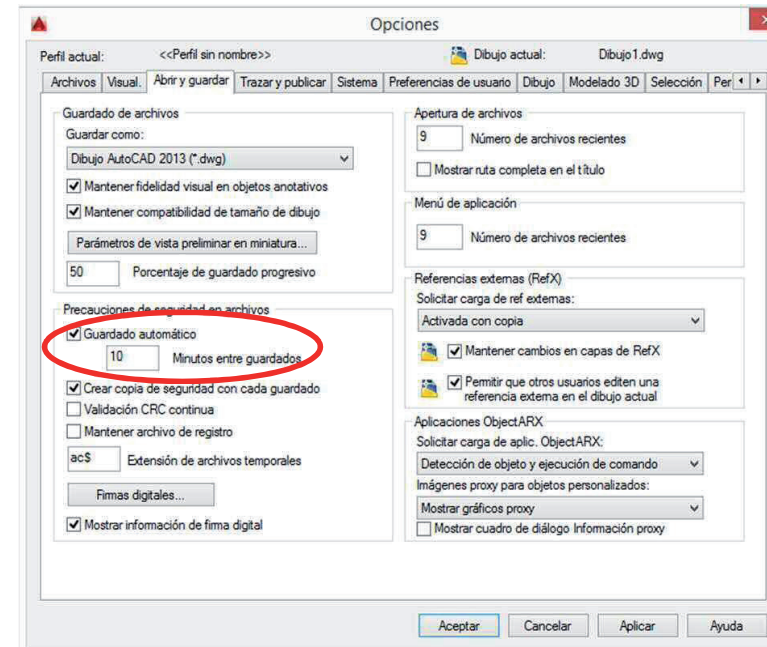 Opciones
Perfil actual: <<Perfil sin nombre>> Dibujo actual: Dibujo1.dwg
Archivos Visual. Abrir y guardar Trazar y publicar Sistema Preferencias de usuario Dibujo Modelado 3D Selección Per
Guardado de archivos
Guardar como:
Dibujo AutoCAD 2013 (*.dwg)
Mantener fidelidad visual en objetos anotativos
Mantener compatibilidad de tamaño de dibujo
Parámetros de vista preliminar en miniatura...
50 Porcentaje de guardado progresivo
Precauciones de seguridad en archivos
Guardado automático
10 Minutos entre guardados
Crear copia de seguridad con cada guardado
Validación CRC continua
Mantener archivo de registro
ac$ Extensión de archivos temporales
Firmas digitales...
Mostrar información de firma digital
Apertura de archivos
9 Número de archivos recientes
Mostrar ruta completa en el título
Menú de aplicación
9 Número de archivos recientes
Referencias externas (RefX)
Solicitar carga de ref externas:
Activada con copia
Mantener cambios en capas de RefX
Permitir que otros usuarios editen una
referencia externa en el dibujo actual
Aplicaciones ObjectARX
Solicitar carga de aplic. ObjectARX:
Detección de objeto y ejecución de comando
Imágenes proxy para objetos personalizados:
Mostrar gráficos proxy
Mostrar cuadro de diálogo Información proxy
Aceptar Cancelar Aplicar Ayuda